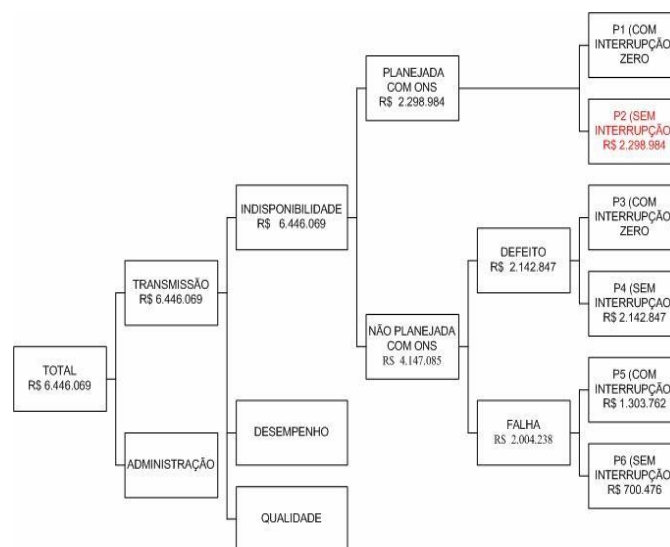 P1 (COM
INTERRUPÇÃO
ZERO
PLANEJADA
COM ONS
R$ 2.298.984
P2 (SEM
INTERRUPÇÃO
R$ 2.298.984
INDISPONIBILIDADE
R$ 6.446.069
P3 (COM
INTERRUPÇÃO
ZERO
DEFEITO
R$ 2.142.847
TRANSMISSÃO
R$ 6.446.069
P4 (SEM
INTERRUPÇAO
R$ 2.142.847
NÃO PLANEJADA
COM ONS
R$ 4.147.085
TOTAL
R$ 6.446.069
P5 (COM
INTERRUPÇÃO
R$ 1.303.762
DESEMPENHO
FALHA
R$ 2.004.238
ADMINISTRAÇÃO
P6 (SEM
INTERRUPÇÃO
R$ 700.476
QUALIDADE